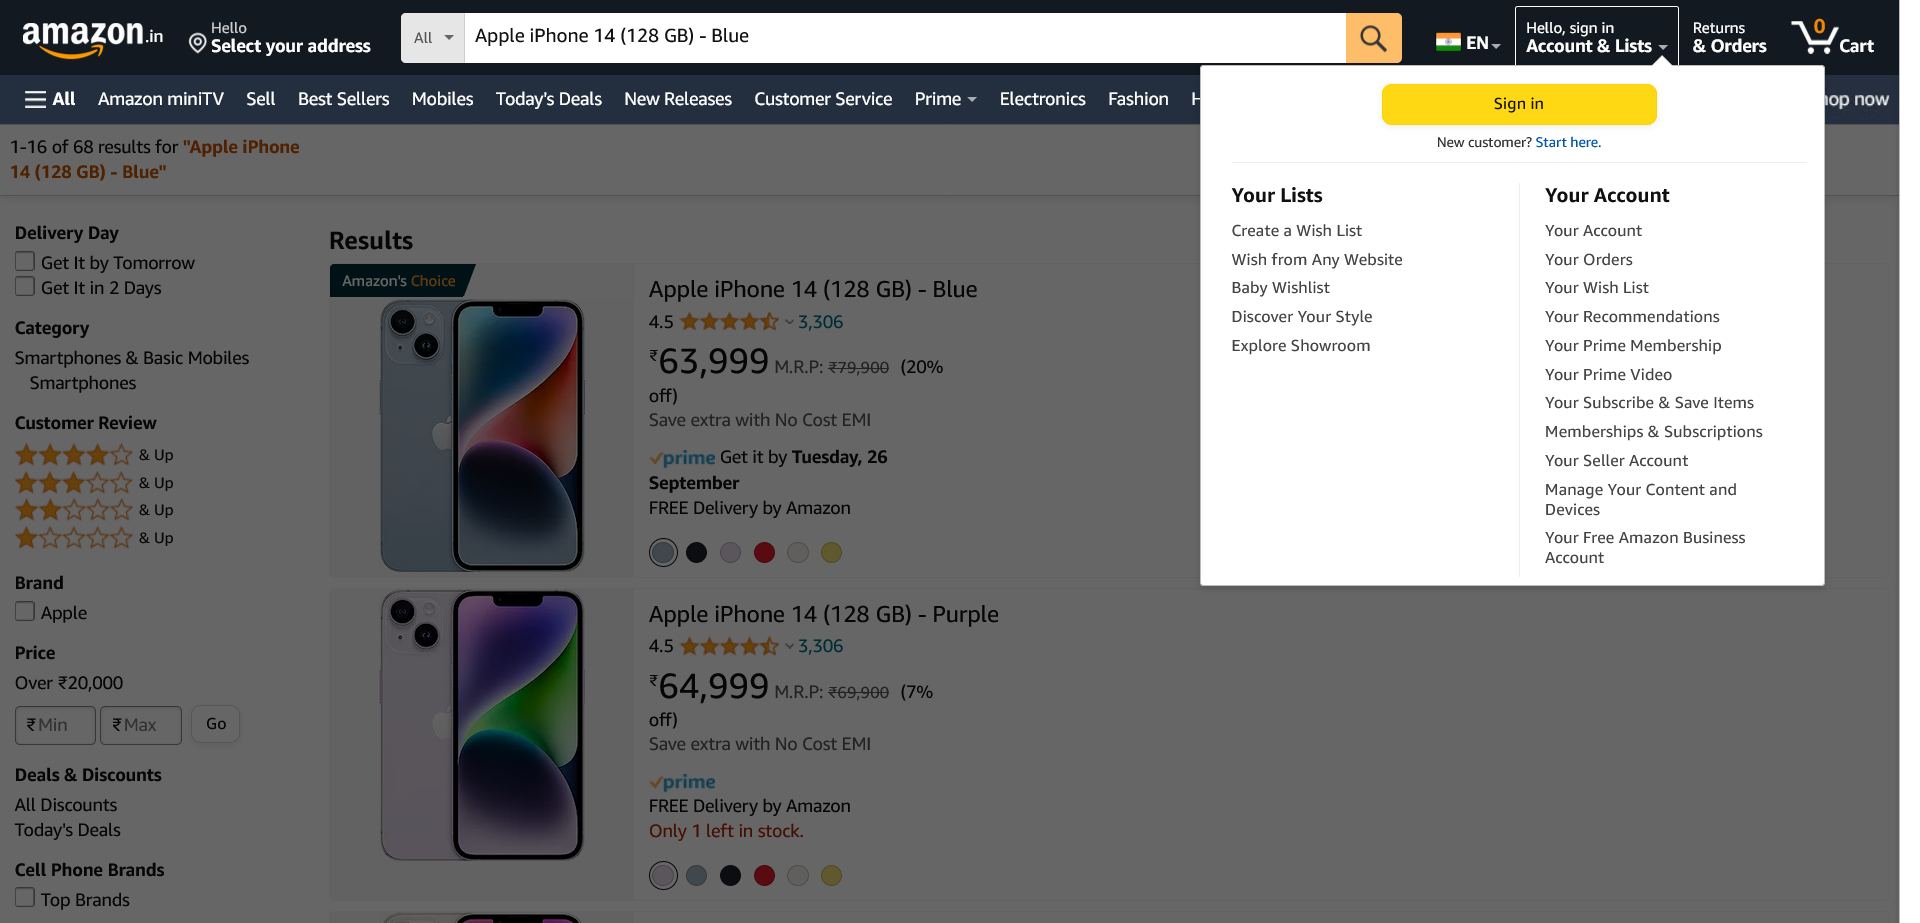 amazon.in
Hello
Select your address
All
Apple iPhone 14 (128 GB) - Blue
EN
Hello, sign in
Account & Lists
Returns
& Orders
0
Cart
All
Amazon miniTV
Sell
Best Sellers
Mobiles
Today's Deals
New Releases
Customer Service
Prime
Electronics
Fashion
hop now
Sign in
New customer? Start here.
Your Lists
Create a Wish List
Wish from Any Website
Baby Wishlist
Discover Your Style
Explore Showroom
Your Account
Your Account
Your Orders
Your Wish List
Your Recommendations
Your Prime Membership
Your Prime Video
Your Subscribe & Save Items
Memberships & Subscriptions
Your Seller Account
Manage Your Content and
Devices
Your Free Amazon Business
Account
1-16 of 68 results for "Apple iPhone
14 (128 GB) - Blue"
Delivery Day
Get It by Tomorrow
Get It in 2 Days
Category
Smartphones & Basic Mobiles
Smartphones
Customer Review
& Up
& Up
& Up
& Up
Brand
Apple
Price
Over ₹20,000
₹ Min
₹ Max
Go
Deals & Discounts
All Discounts
Today's Deals
Cell Phone Brands
Top Brands
Results
Amazon's Choice
Apple iPhone 14 (128 GB) - Blue
4.5
3,306
₹63,999 M.R.P: ₹79,900 (20%
off)
Save extra with No Cost EMI
prime Get it by Tuesday, 26
September
FREE Delivery by Amazon
Apple iPhone 14 (128 GB) - Purple
4.5
3,306
₹64,999 M.R.P: ₹69,900 (7%
off)
Save extra with No Cost EMI
prime
FREE Delivery by Amazon
Only 1 left in stock.